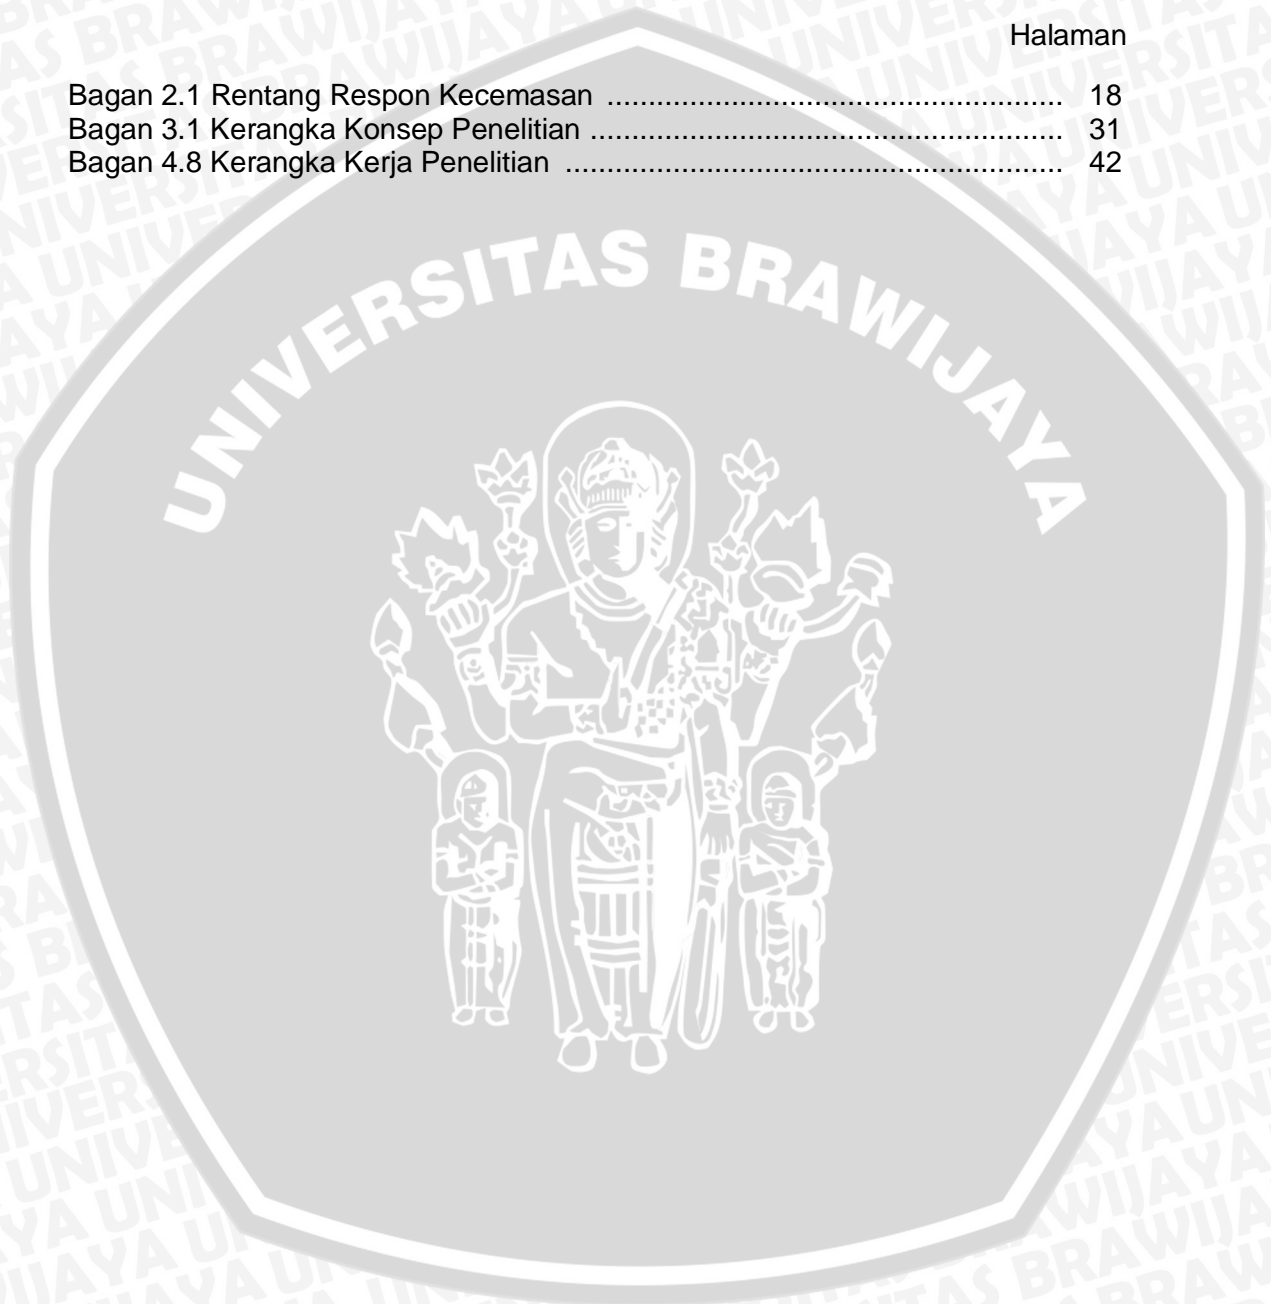 Halaman
Bagan 2.1 Rentang Respon Kecemasan ........................................................ 18
Bagan 3.1 Kerangka Konsep Penelitian .......................................................... 31
Bagan 4.8 Kerangka Kerja Penelitian ............................................................. 42
UNIVERSITAS BRAWIJAYA